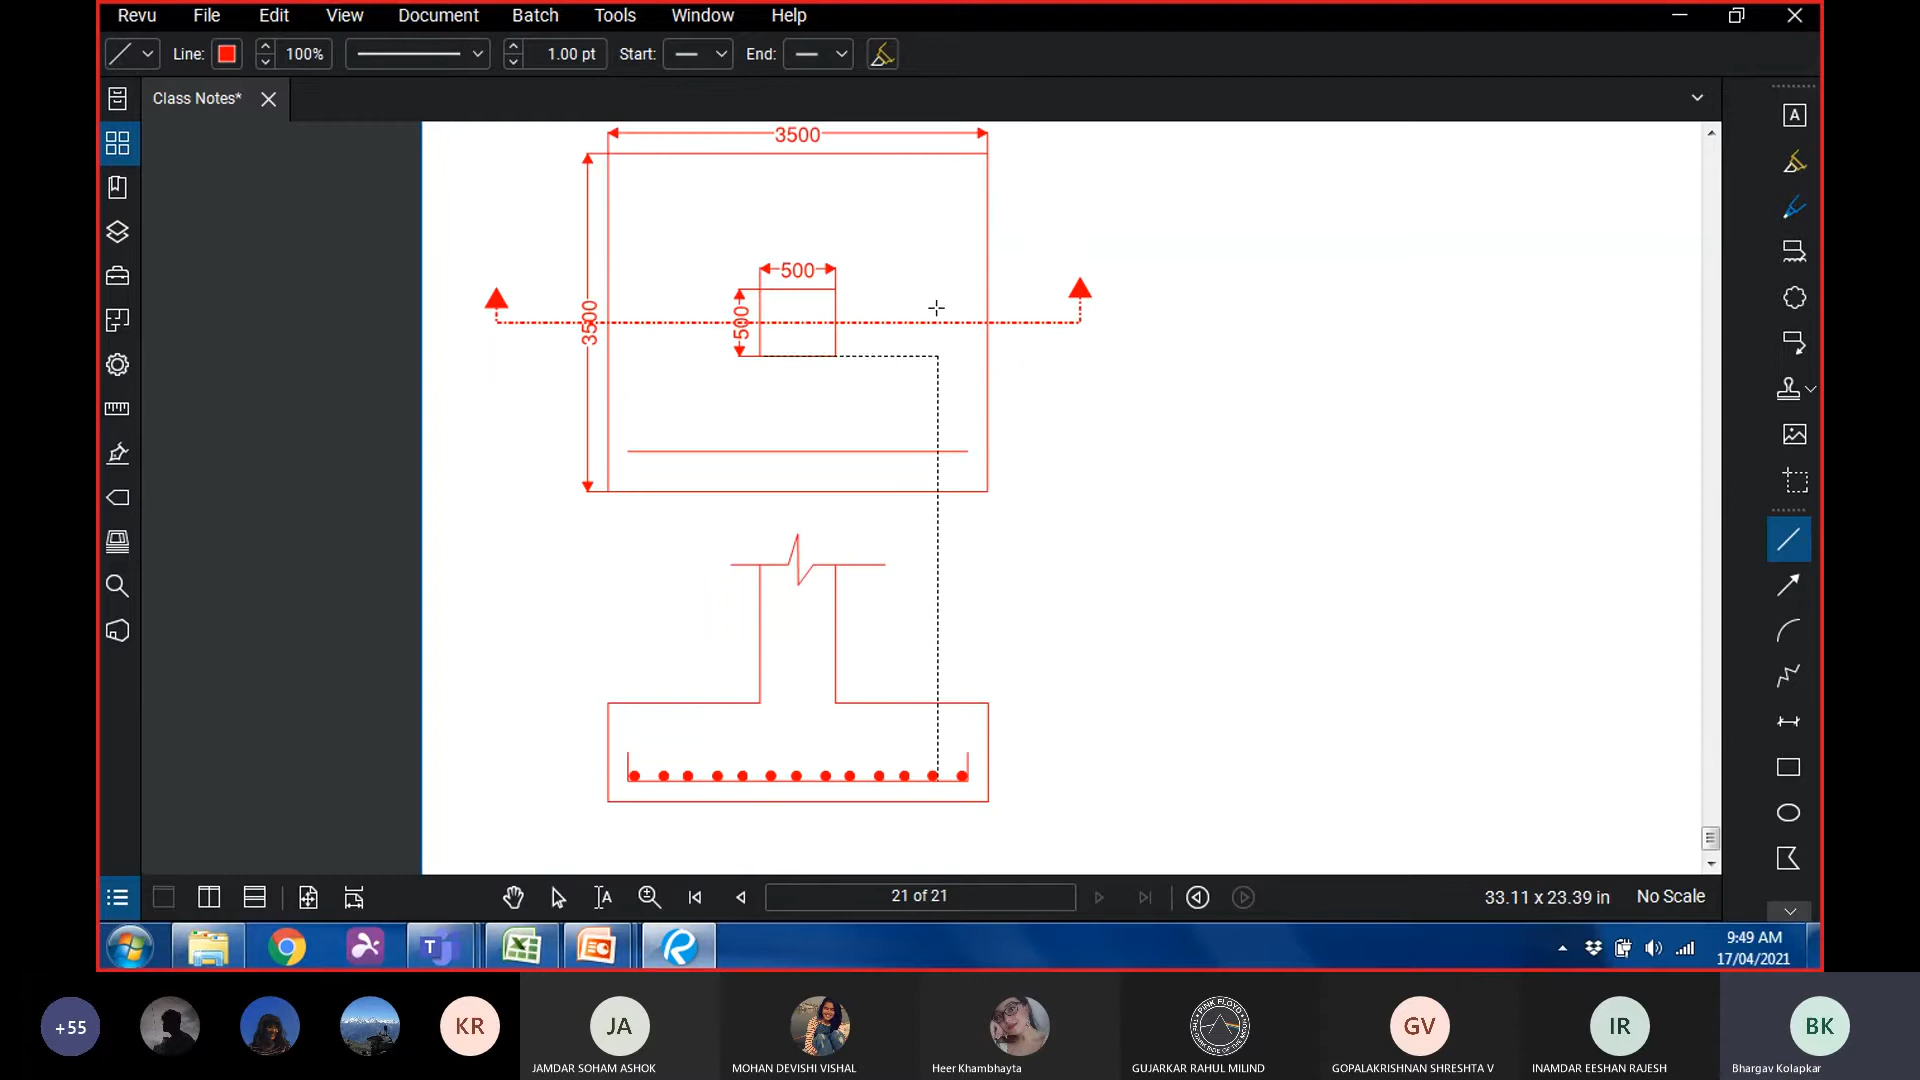 Revu File Edit View Document Batch Tools Window Help
Line: 100% 1.00 pt Start: End:
Class Notes*
3500
500
3500
500
21 of 21
33.11 x 23.39 in No Scale
9:49 AM
17/04/2021
+55
KR
JA
GV
IR
BK
PINK FLOYD
JAMDAR SOHAM ASHOK
MOHAN DEVISHI VISHAL
Heer Khambhayta
GUJARKAR RAHUL MILIND
GOPALAKRISHNAN SHRESHTA V
INAMDAR EESHAN RAJESH
Bhargav Kolapkar